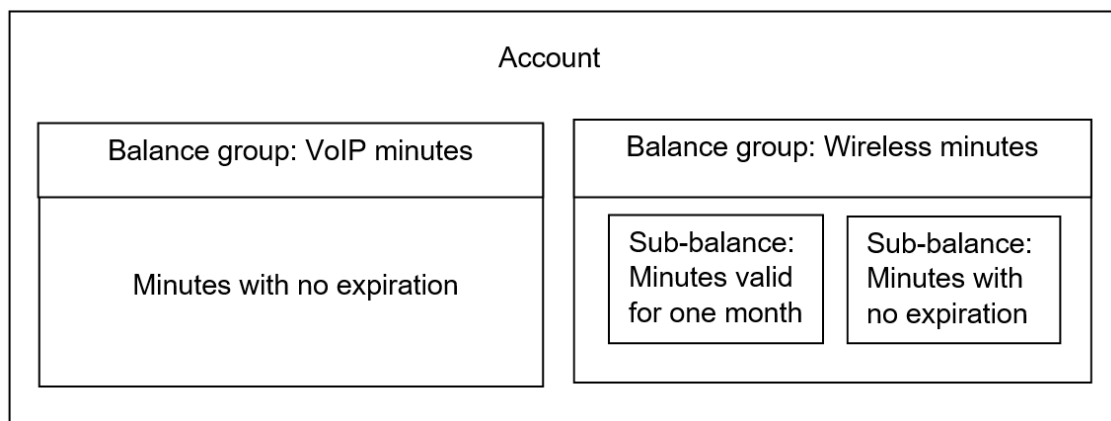 Account
Balance group: VoIP minutes
Minutes with no expiration
Balance group: Wireless minutes
Sub-balance:
Minutes valid
for one month
Sub-balance:
Minutes with
no expiration